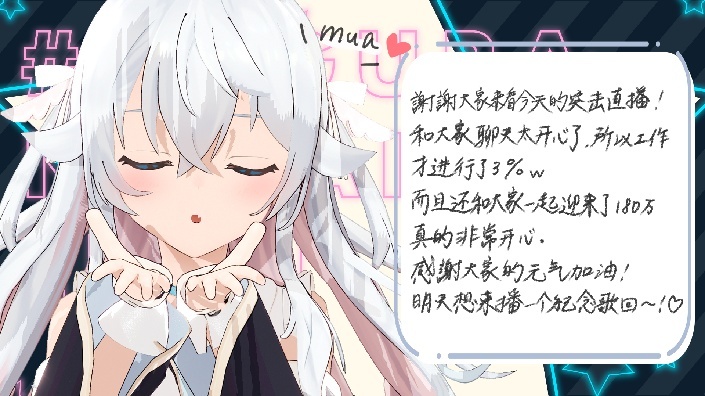 mua
謝謝大家来看今天的突击直播！
和大家聊天太开心了，所以工作
才进行了3%w
而且还和大家一起迎来了180万
真的非常开心.
感謝大家的元气加油！
明天想来播一个纪念歌回～！♡